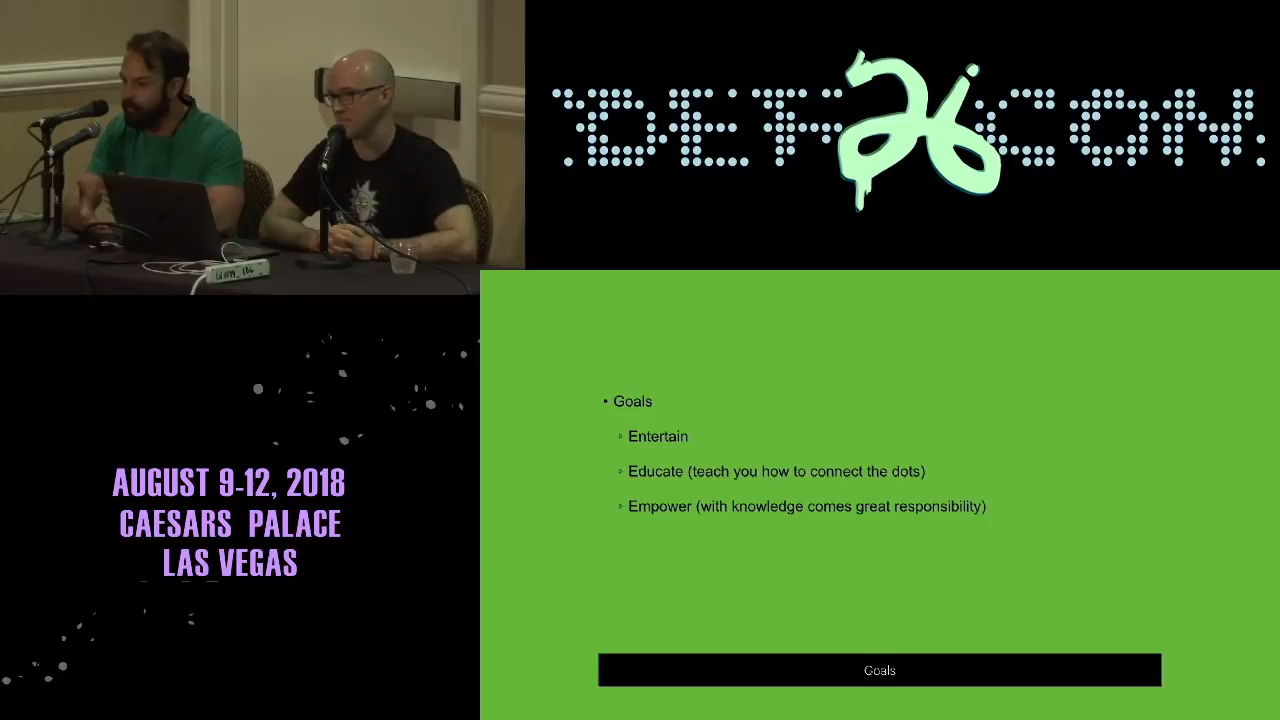 DEF 26 CON
AUGUST 9-12, 2018
CAESARS PALACE
LAS VEGAS
• Goals
◦ Entertain
◦ Educate (teach you how to connect the dots)
◦ Empower (with knowledge comes great responsibility)
Goals